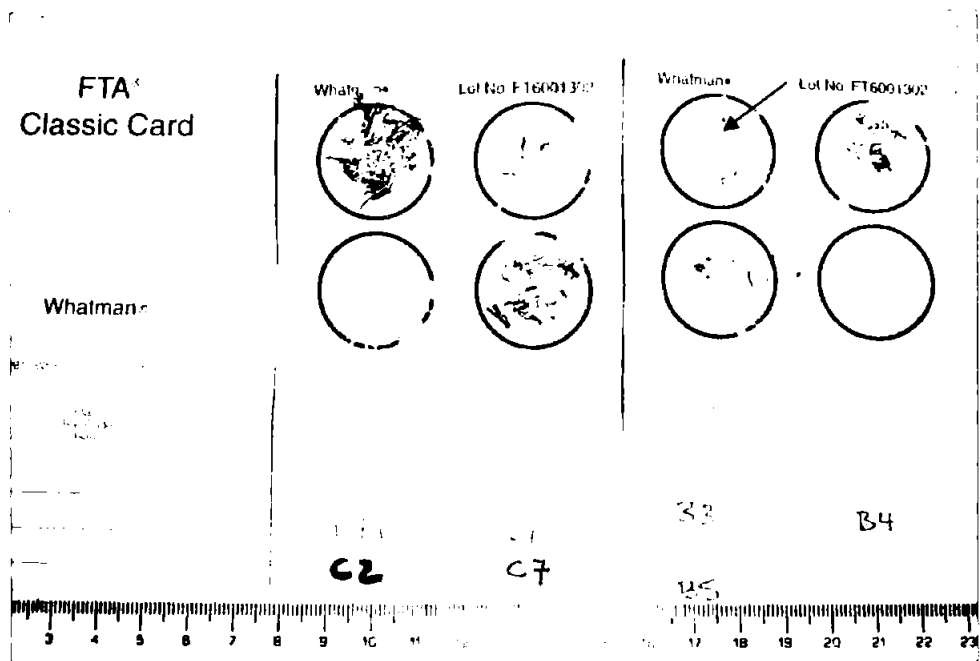 FTA
Classic Card
Whatman
Lot No. FT6001302
Whatman
Lot No FT6001302
Whatman
B3
B4
C2
C7
B5
3 4 5 6 7 8 9 10 11 16 17 18 19 20 21 22 23